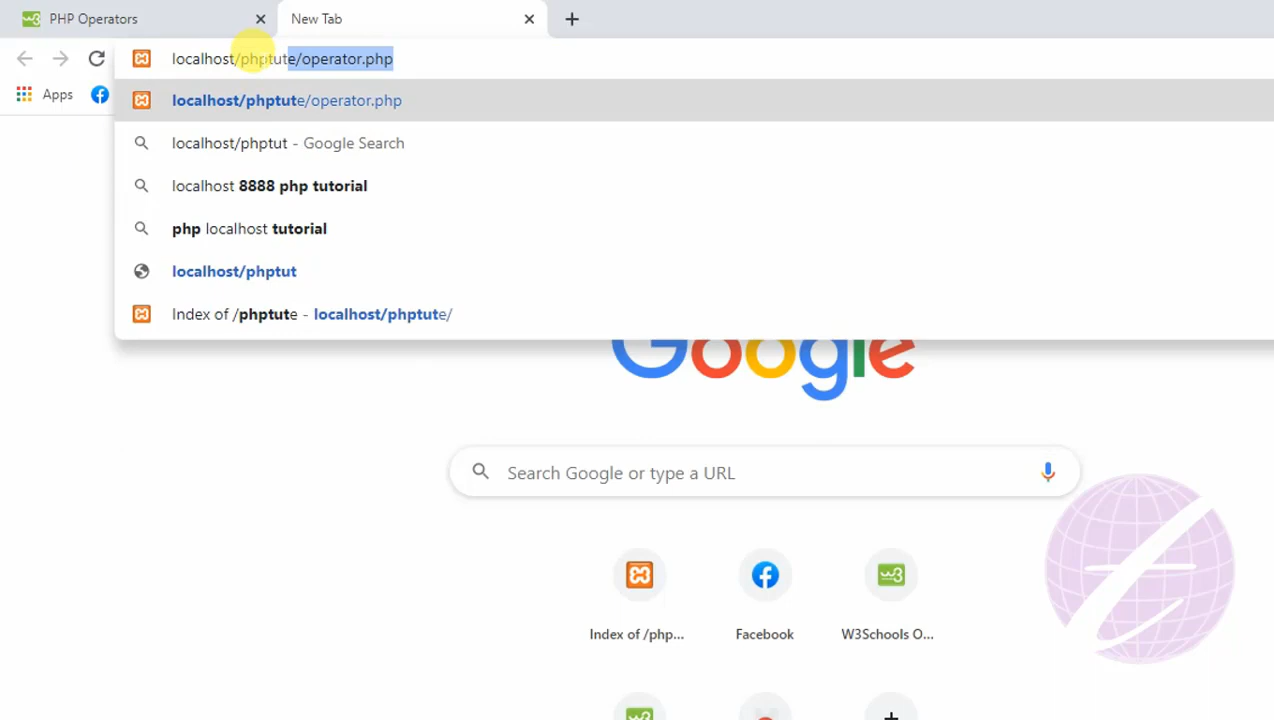 PHP Operators
New Tab
localhost/phptute/operator.php
Apps
localhost/phptute/operator.php
localhost/phptut - Google Search
localhost 8888 php tutorial
php localhost tutorial
localhost/phptut
Index of /phptute - localhost/phptute/
Google
Search Google or type a URL
Index of /php...
Facebook
W3Schools O...